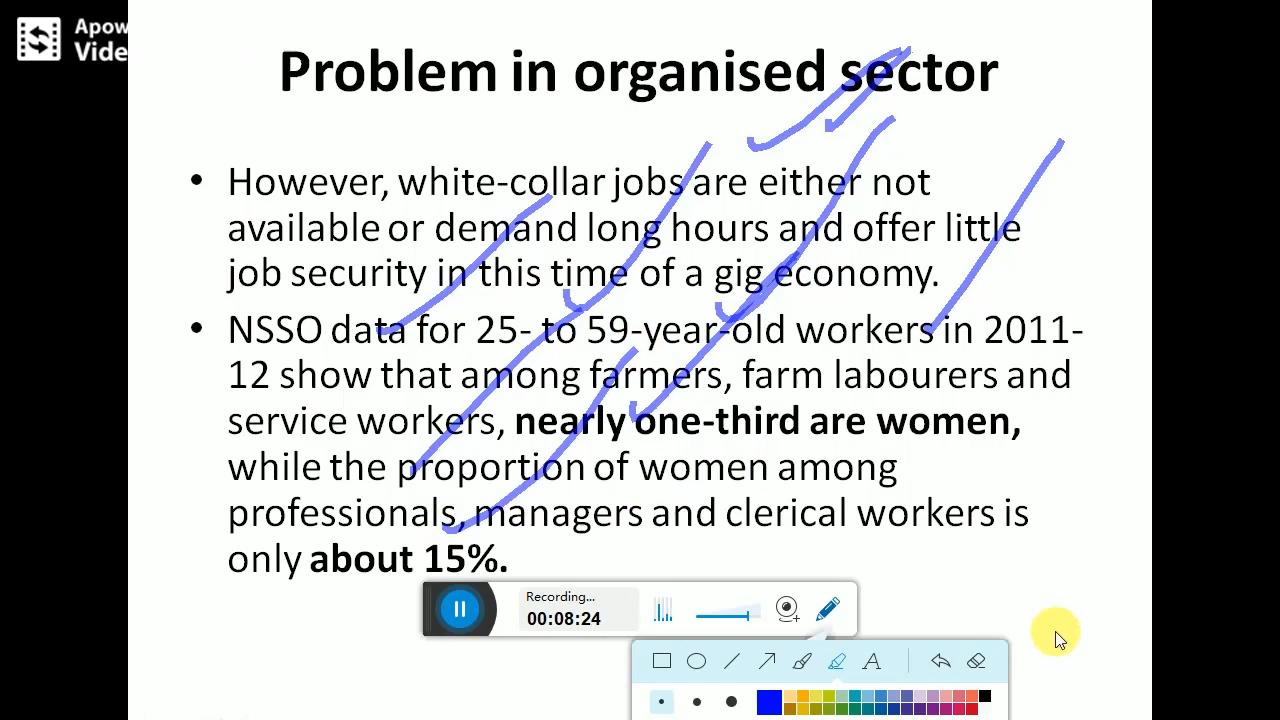 Apow
Vide
Problem in organised sector
• However, white-collar jobs are either not
available or demand long hours and offer little
job security in this time of a gig economy.
• NSSO data for 25- to 59-year-old workers in 2011-
12 show that among farmers, farm labourers and
service workers, nearly one-third are women,
while the proportion of women among
professionals, managers and clerical workers is
only about 15%.
Recording...
00:08:24
A